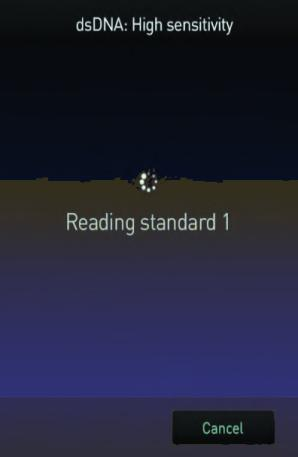 dsDNA: High sensitivity
Reading standard 1
Cancel